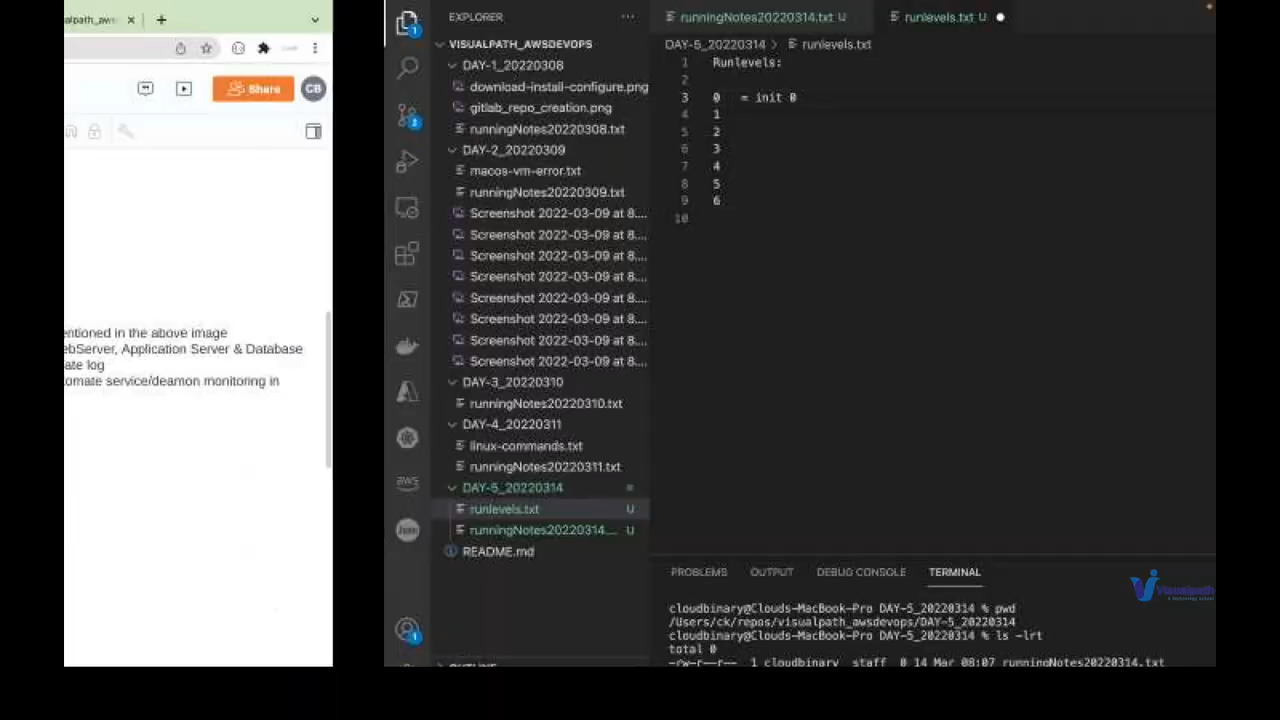 ualpath_aws
Share
CB
entioned in the above image
ebServer, Application Server & Database
ate log
tomate service/deamon monitoring in
EXPLORER
VISUALPATH_AWSDEVOPS
DAY-1_20220308
download-install-configure.png
gitlab_repo_creation.png
runningNotes20220308.txt
DAY-2_20220309
macos-vm-error.txt
runningNotes20220309.txt
Screenshot 2022-03-09 at 8....
Screenshot 2022-03-09 at 8....
Screenshot 2022-03-09 at 8....
Screenshot 2022-03-09 at 8....
Screenshot 2022-03-09 at 8....
Screenshot 2022-03-09 at 8....
Screenshot 2022-03-09 at 8....
Screenshot 2022-03-09 at 8....
DAY-3_20220310
runningNotes20220310.txt
DAY-4_20220311
linux-commands.txt
runningNotes20220311.txt
DAY-5_20220314
runlevels.txt U
runningNotes20220314.... U
README.md
OUTLINE
aws
1
2
1
runningNotes20220314.txt U
runlevels.txt U
DAY-5_20220314 > runlevels.txt
1 Runlevels:
2
3 0 = init 0
4 1
5 2
6 3
7 4
8 5
9 6
10
PROBLEMS OUTPUT DEBUG CONSOLE TERMINAL
cloudbinary@Clouds-MacBook-Pro DAY-5_20220314 % pwd
/Users/ck/repos/visualpath_awsdevops/DAY-5_20220314
cloudbinary@Clouds-MacBook-Pro DAY-5_20220314 % ls -lrt
total 0
-rw-r--r-- 1 cloudbinary staff 0 14 Mar 08:07 runningNotes20220314.txt
Visualpath